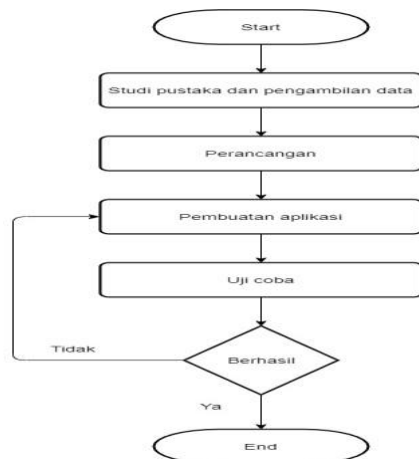 Start
Studi pustaka dan pengambilan data
Perancangan
Pembuatan aplikasi
Uji coba
Berhasil
Tidak
Ya
End